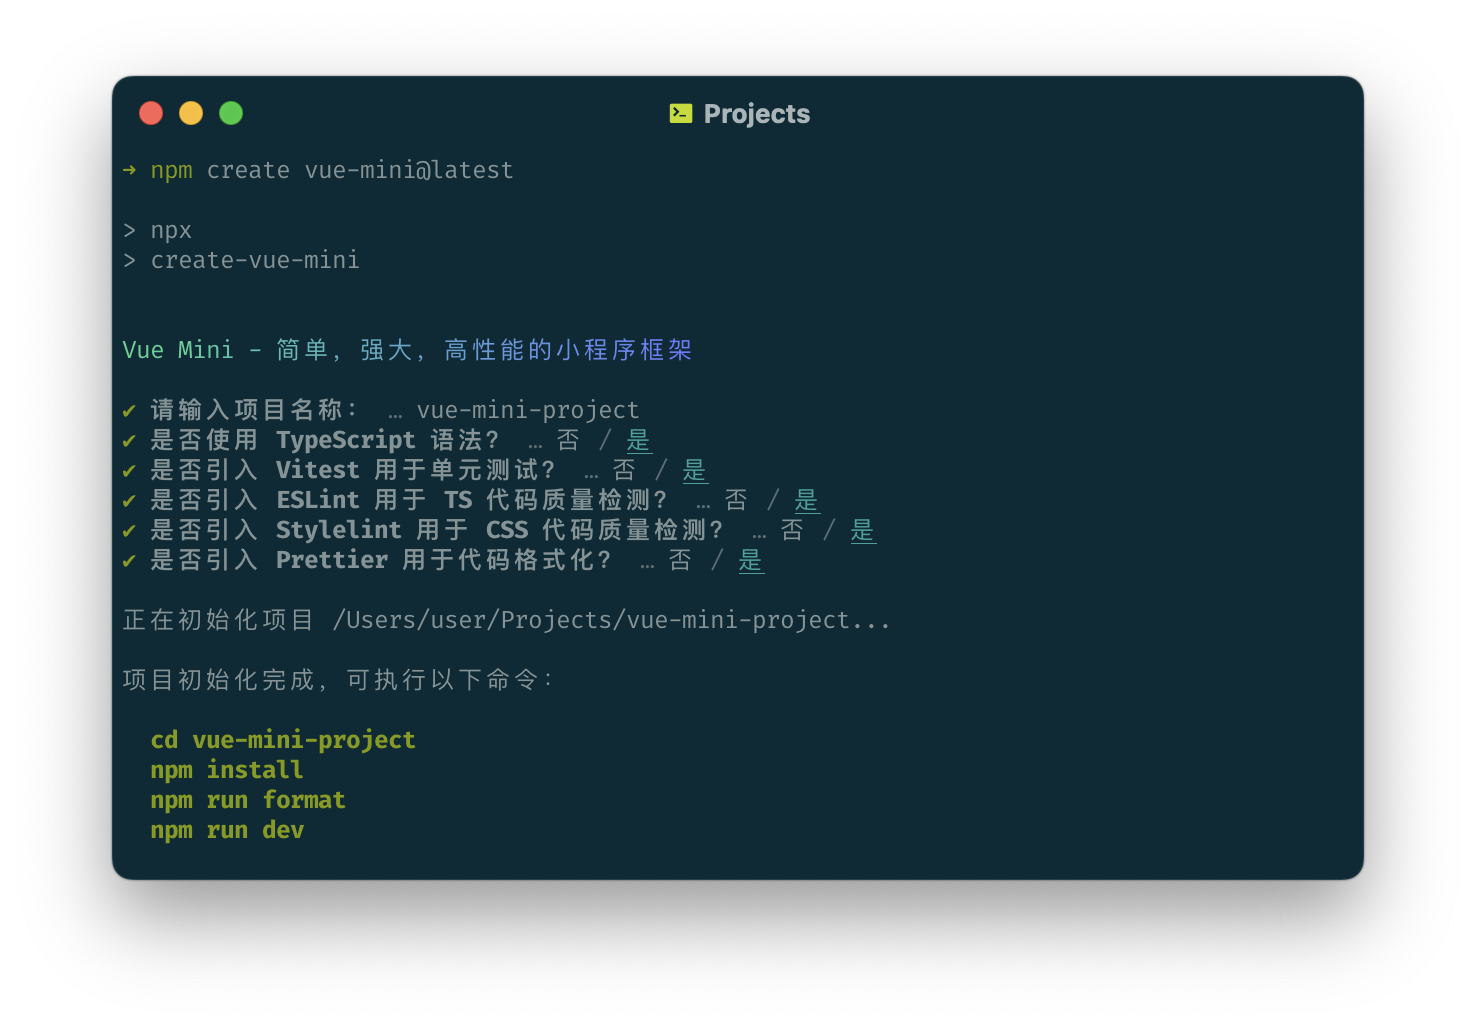 Projects
➜ npm create vue-mini@latest
> npx
> create-vue-mini
Vue Mini - 简单，强大，高性能的小程序框架
✔ 请输入项目名称： … vue-mini-project
✔ 是否使用 TypeScript 语法？ … 否 / 是
✔ 是否引入 Vitest 用于单元测试？ … 否 / 是
✔ 是否引入 ESLint 用于 TS 代码质量检测？ … 否 / 是
✔ 是否引入 Stylelint 用于 CSS 代码质量检测？ … 否 / 是
✔ 是否引入 Prettier 用于代码格式化？ … 否 / 是
正在初始化项目 /Users/user/Projects/vue-mini-project...
项目初始化完成，可执行以下命令：
cd vue-mini-project
npm install
npm run format
npm run dev